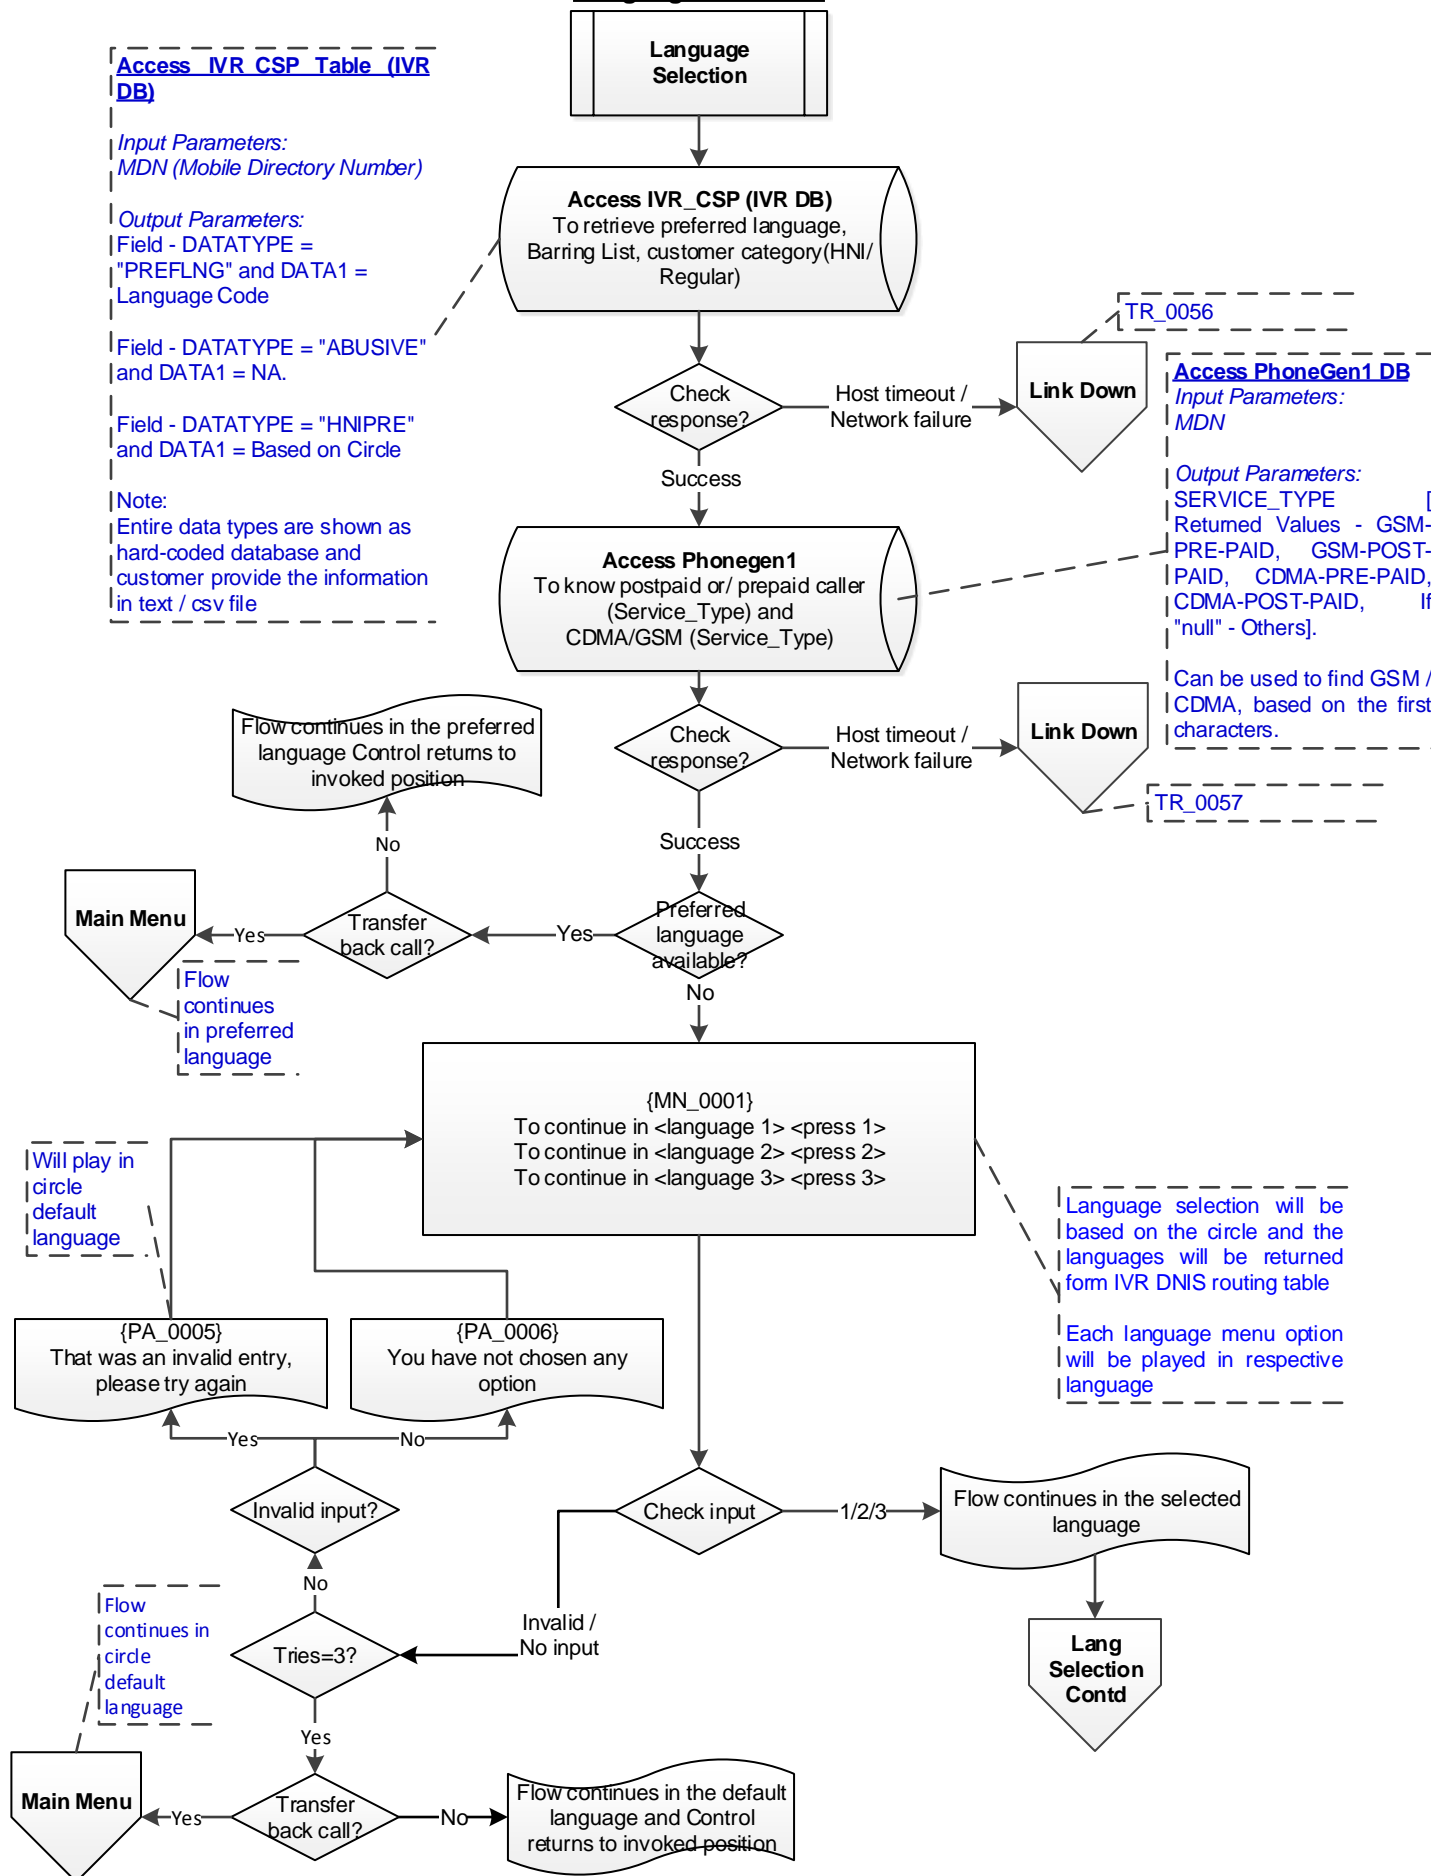 Language
Selection
Access IVR_CSP Table (IVR
DB)
Input Parameters:
MDN (Mobile Directory Number)
Output Parameters:
Field - DATATYPE =
"PREFLNG" and DATA1 =
Language Code
Field - DATATYPE = "ABUSIVE"
and DATA1 = NA.
Field - DATATYPE = "HNIPRE"
and DATA1 = Based on Circle
Note:
Entire data types are shown as
hard-coded database and
customer provide the information
in text / csv file
Access IVR_CSP (IVR DB)
To retrieve preferred language,
Barring List, customer category(HNI/
Regular)
TR_0056
Check
response?
Host timeout /
Network failure
Link Down
Success
Access PhoneGen1 DB
Input Parameters:
MDN
Output Parameters:
SERVICE_TYPE [
Returned Values - GSM-
PRE-PAID, GSM-POST-
PAID, CDMA-PRE-PAID,
CDMA-POST-PAID, If
"null" - Others].
Can be used to find GSM /
CDMA, based on the first
characters.
Access Phonegen1
To know postpaid or/ prepaid caller
(Service_Type) and
CDMA/GSM (Service_Type)
Check
response?
Host timeout /
Network failure
Link Down
TR_0057
Success
Flow continues in the preferred
language Control returns to
invoked position
No
Main Menu
Yes
Transfer
back call?
Yes
Preferred
language
available?
No
Flow
continues
in preferred
language
{MN_0001}
To continue in <language 1> <press 1>
To continue in <language 2> <press 2>
To continue in <language 3> <press 3>
Will play in
circle
default
language
Language selection will be
based on the circle and the
languages will be returned
form IVR DNIS routing table
Each language menu option
will be played in respective
language
{PA_0005}
That was an invalid entry,
please try again
{PA_0006}
You have not chosen any
option
Yes
No
Invalid input?
Check input
1/2/3
Flow continues in the selected
language
No
Flow
continues in
circle
default
language
Tries=3?
Invalid /
No input
Lang
Selection
Contd
Yes
Main Menu
Yes
Transfer
back call?
No
Flow continues in the default
language and Control
returns to invoked position